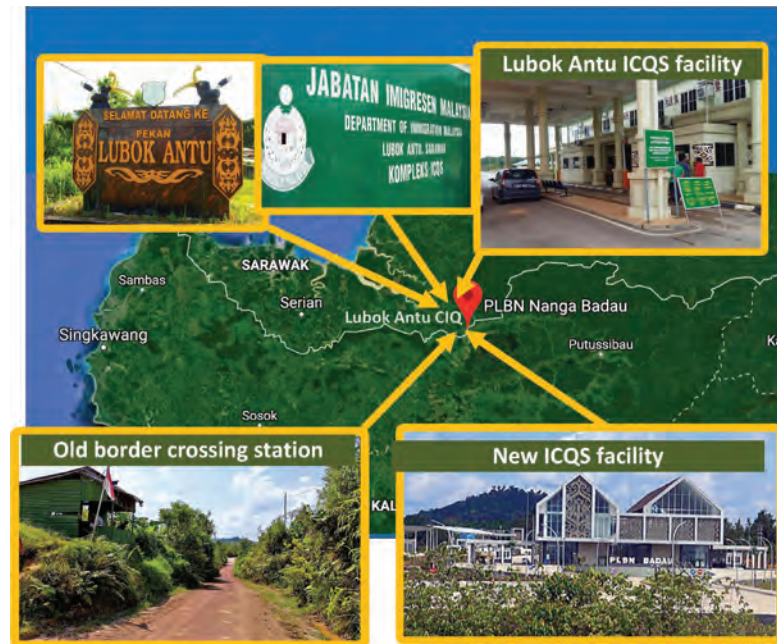 SELAMAT DATANG KE
PEKAN
LUBOK ANTU
JABATAN IMIGRESEN MALAYSIA
DEPARTMENT OF IMMIGRATION MALAYSIA
LUBOK ANTU, SARAWAK
KOMPLEKS ICQS
Lubok Antu ICQS facility
SARAWAK
Sambas
Serian
Lubok Antu CIQ
PLBN Nanga Badau
Singkawang
Putussibau
Ka
Sosok
KAL
Old border crossing station
New ICQS facility
PLBN BADAU